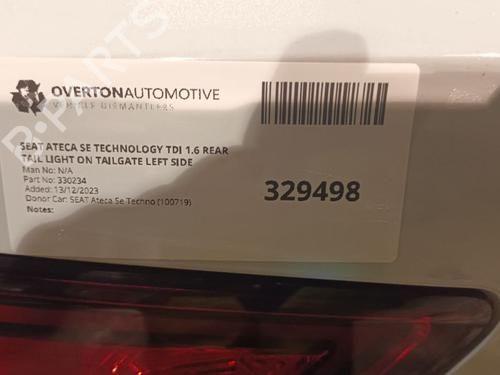 OVERTONAUTOMOTIVE
VEHICLE DISMANTLERS
SEAT ATECA SE TECHNOLOGY TDI 1.6 REAR
TAIL LIGHT ON TAILGATE LEFT SIDE
Man No: N/A
Part No: 330234
Added: 13/12/2023
Donor Car: SEAT Ateca Se Techno (100719)
Notes:
329498
B-PARTS